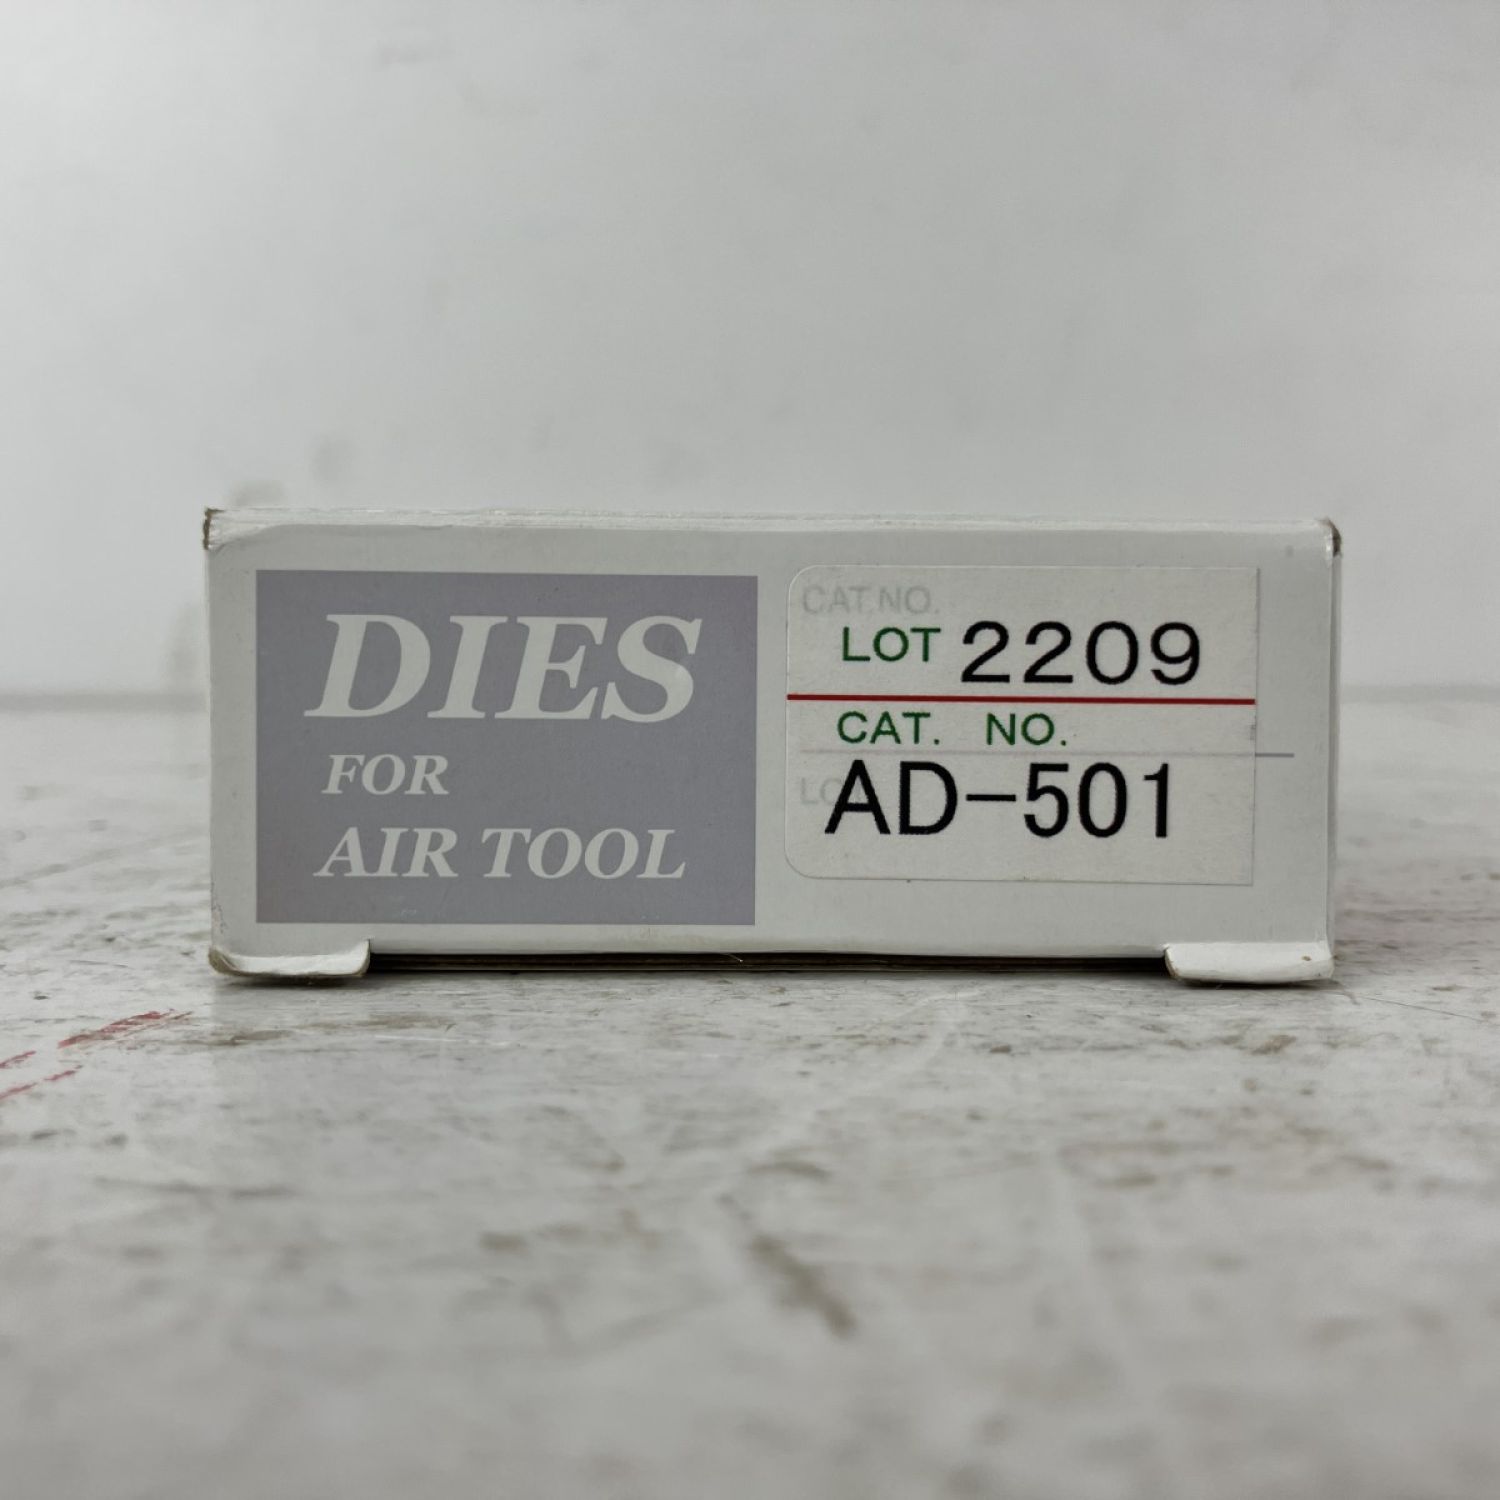 DIES
FOR
AIR TOOL
CAT.NO.
LOT 2209
CAT. NO.
AD-501